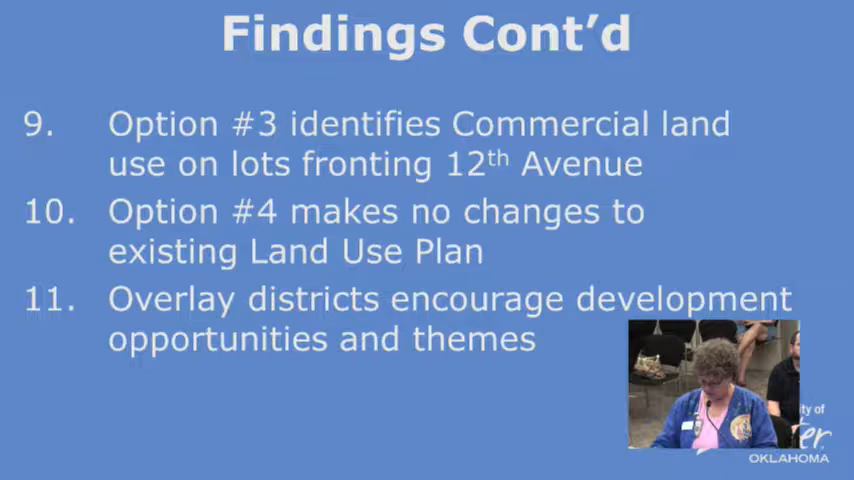 Findings Cont’d
9. Option #3 identifies Commercial land
use on lots fronting 12th Avenue
10. Option #4 makes no changes to
existing Land Use Plan
11. Overlay districts encourage development
opportunities and themes
of
OKLAHOMA